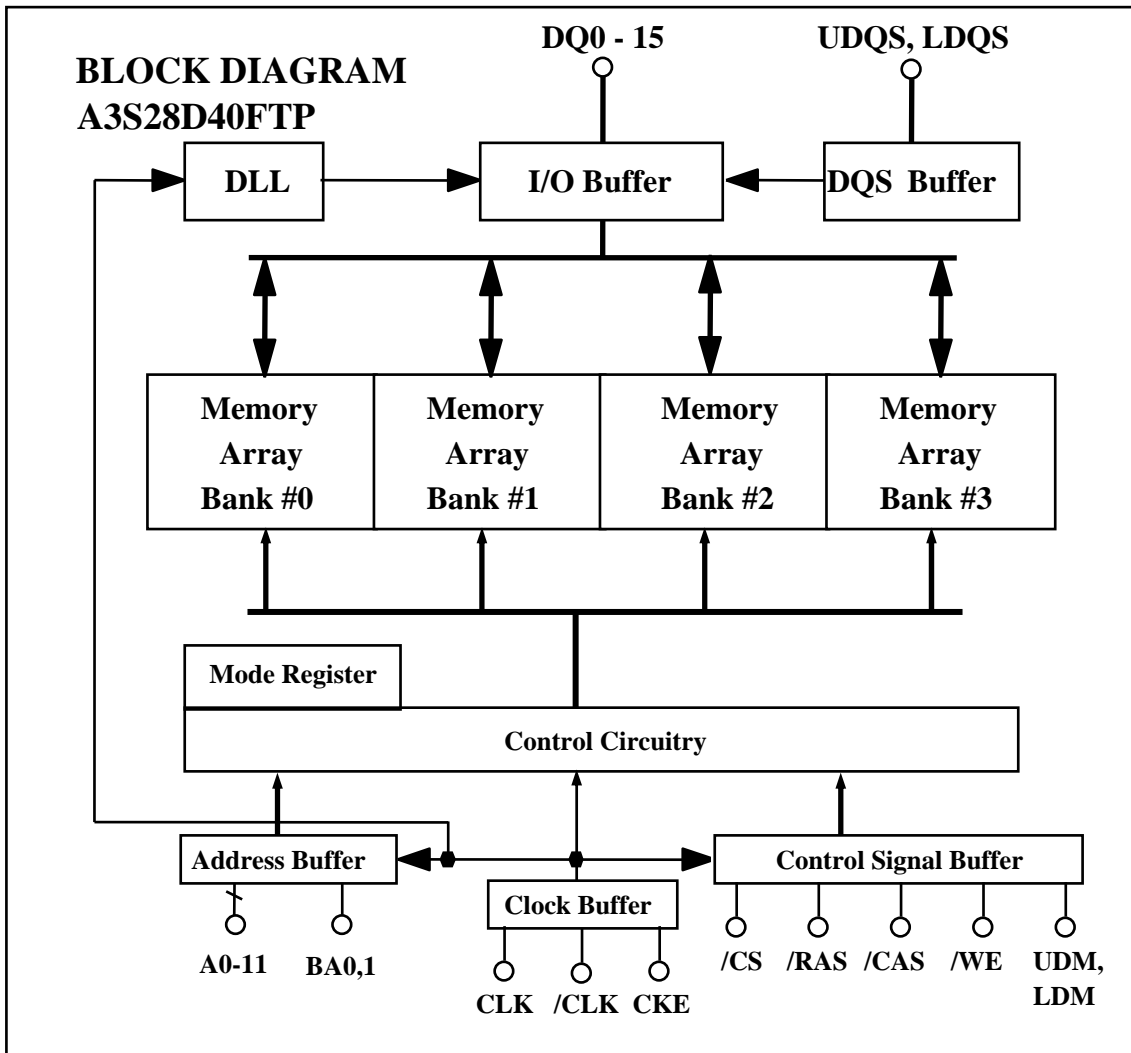 DQ0 - 15
UDQS, LDQS
BLOCK DIAGRAM
A3S28D40FTP
DLL
I/O Buffer
DQS Buffer
Memory
Array
Bank #0
Memory
Array
Bank #1
Memory
Array
Bank #2
Memory
Array
Bank #3
Mode Register
Control Circuitry
Address Buffer
Control Signal Buffer
Clock Buffer
A0-11
BA0,1
CLK
/CLK
CKE
/CS
/RAS
/CAS
/WE
UDM,
LDM